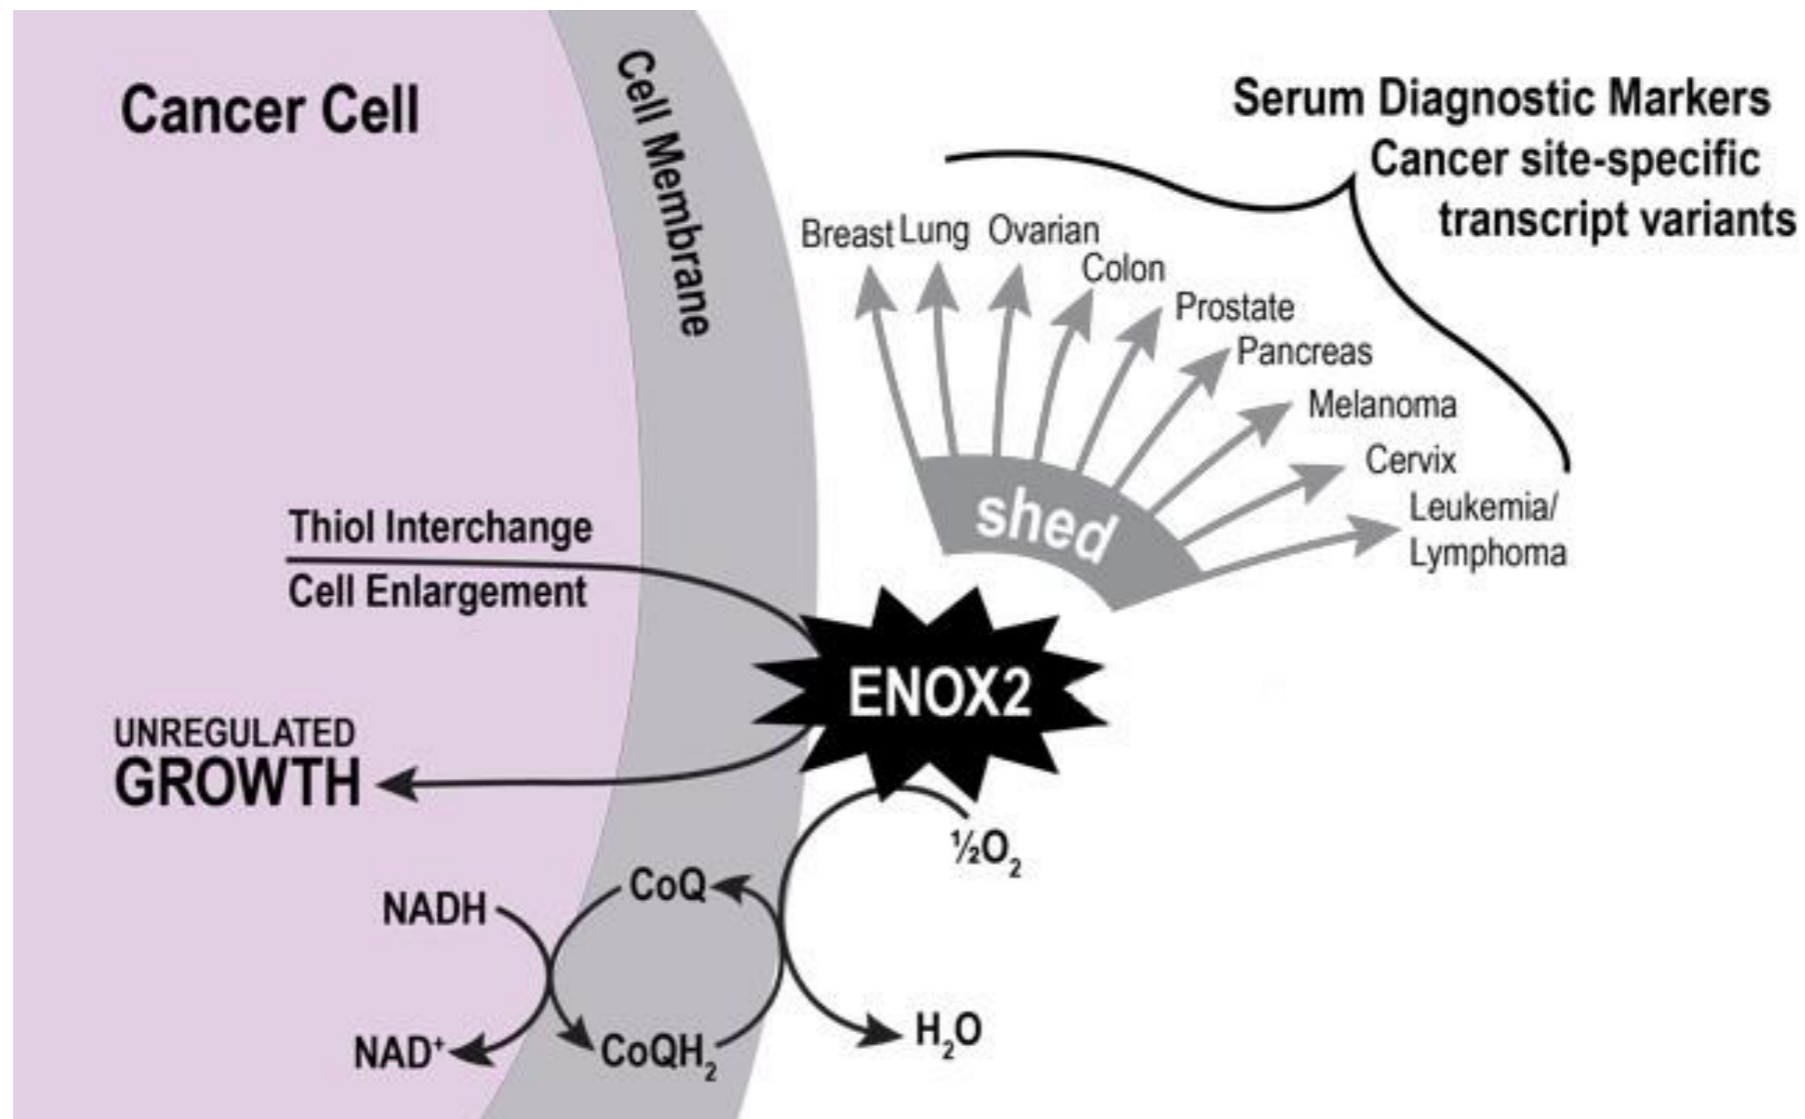 Cancer Cell
Cell Membrane
Serum Diagnostic Markers
Cancer site-specific
transcript variants
Breast
Lung
Ovarian
Colon
Prostate
Pancreas
Melanoma
Cervix
Leukemia/
Lymphoma
shed
Thiol Interchange
Cell Enlargement
ENOX2
UNREGULATED
GROWTH
½O₂
CoQ
NADH
NAD⁺
CoQH₂
H₂O